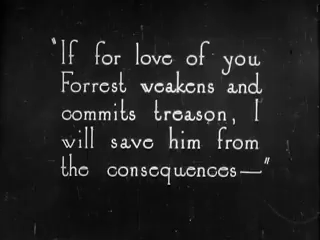 "If for love of you
Forrest weakens and
commits treason, I
will save him from
the consequences—"